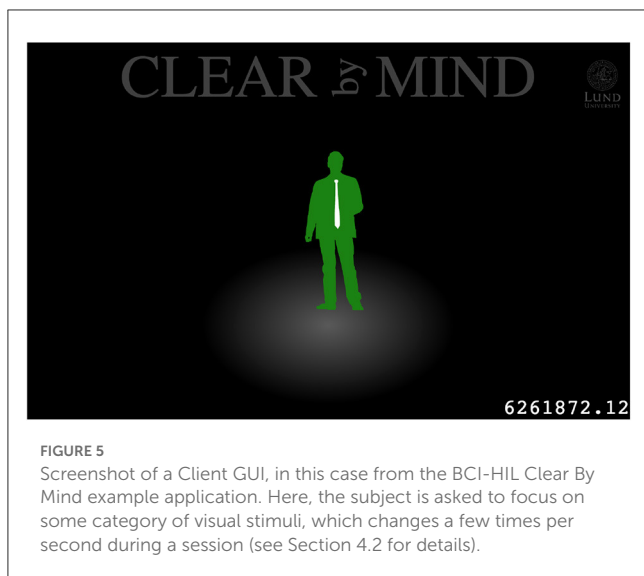 CLEAR by MIND
LUND
UNIVERSITY
6261872.12
FIGURE 5
Screenshot of a Client GUI, in this case from the BCI-HIL Clear By
Mind example application. Here, the subject is asked to focus on
some category of visual stimuli, which changes a few times per
second during a session (see Section 4.2 for details).